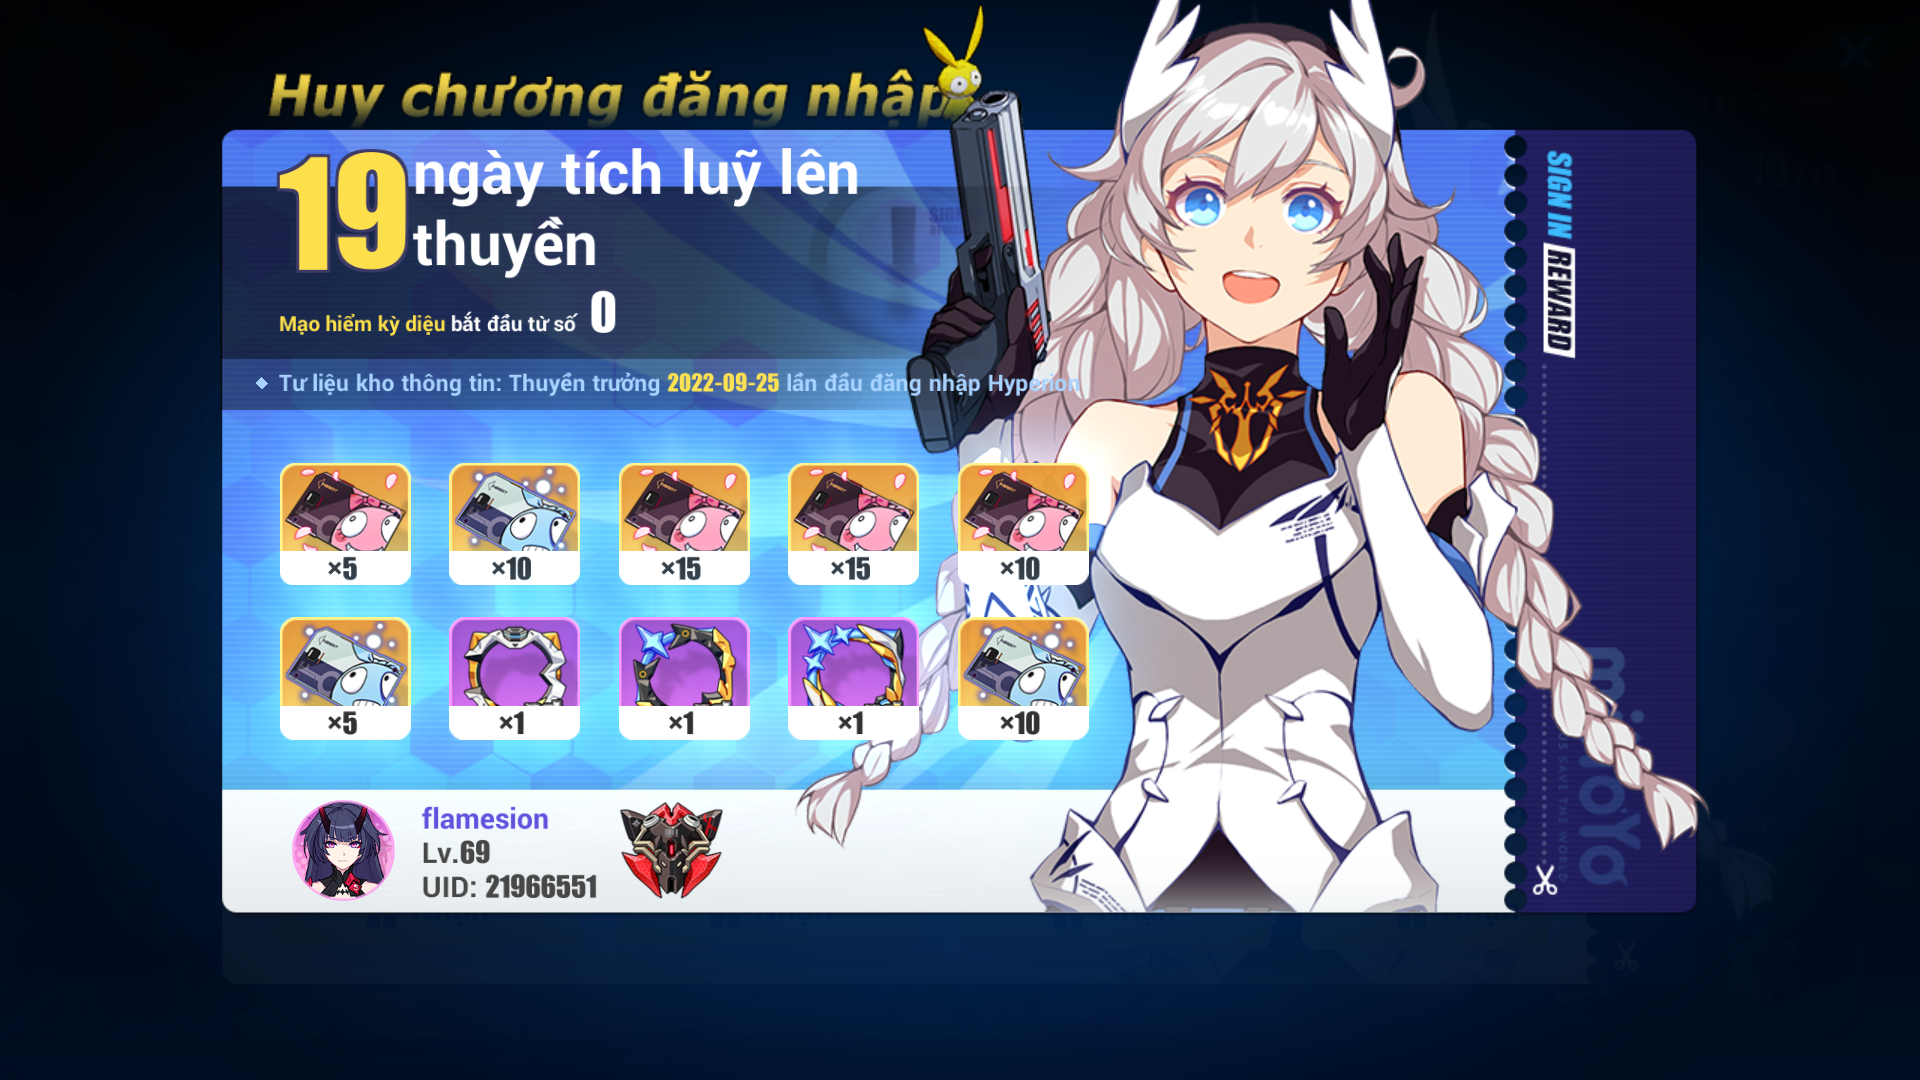 Huy chương đăng nhập
19 ngày tích luỹ lên
thuyền
Mạo hiểm kỳ diệu bắt đầu từ số 0
Tư liệu kho thông tin: Thuyền trưởng 2022-09-25 lần đầu đăng nhập Hyperion
SIGN IN
REWARD
×5
×10
×15
×15
×10
×5
×1
×1
×1
×10
flamesion
Lv.69
UID: 21966551